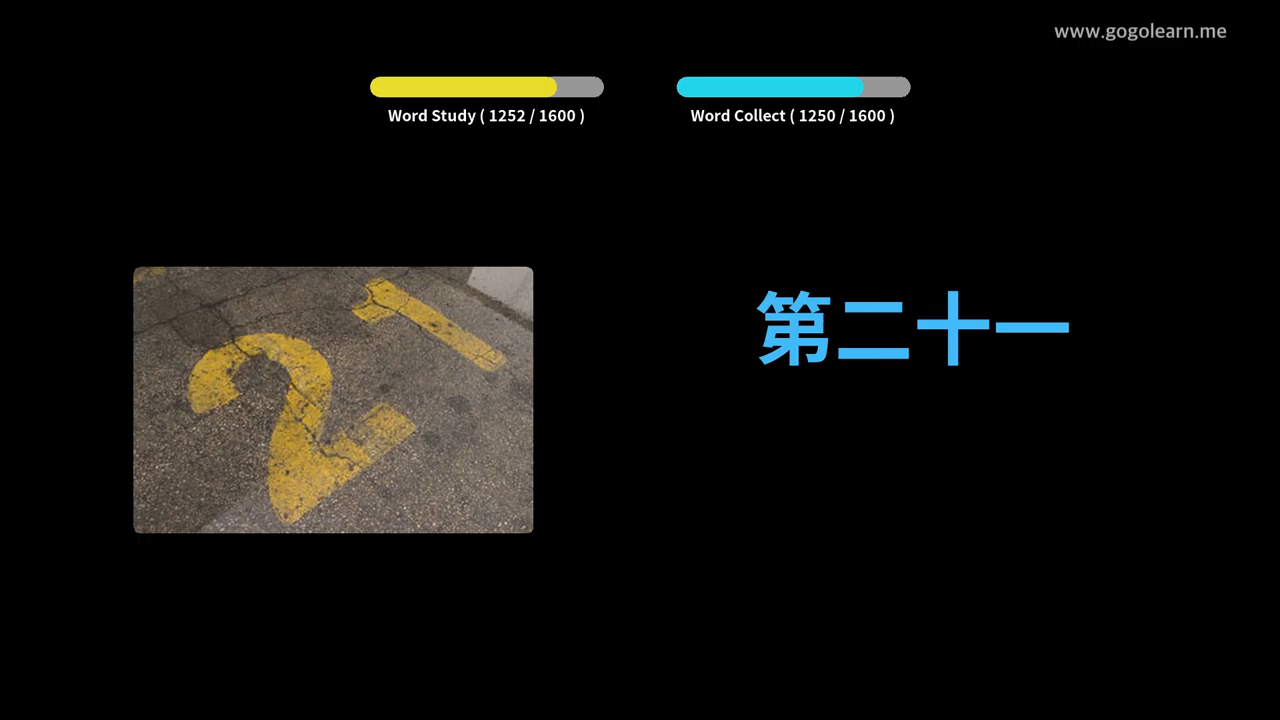 www.gogolearn.me
Word Study ( 1252 / 1600 )
Word Collect ( 1250 / 1600 )
21
第二十一